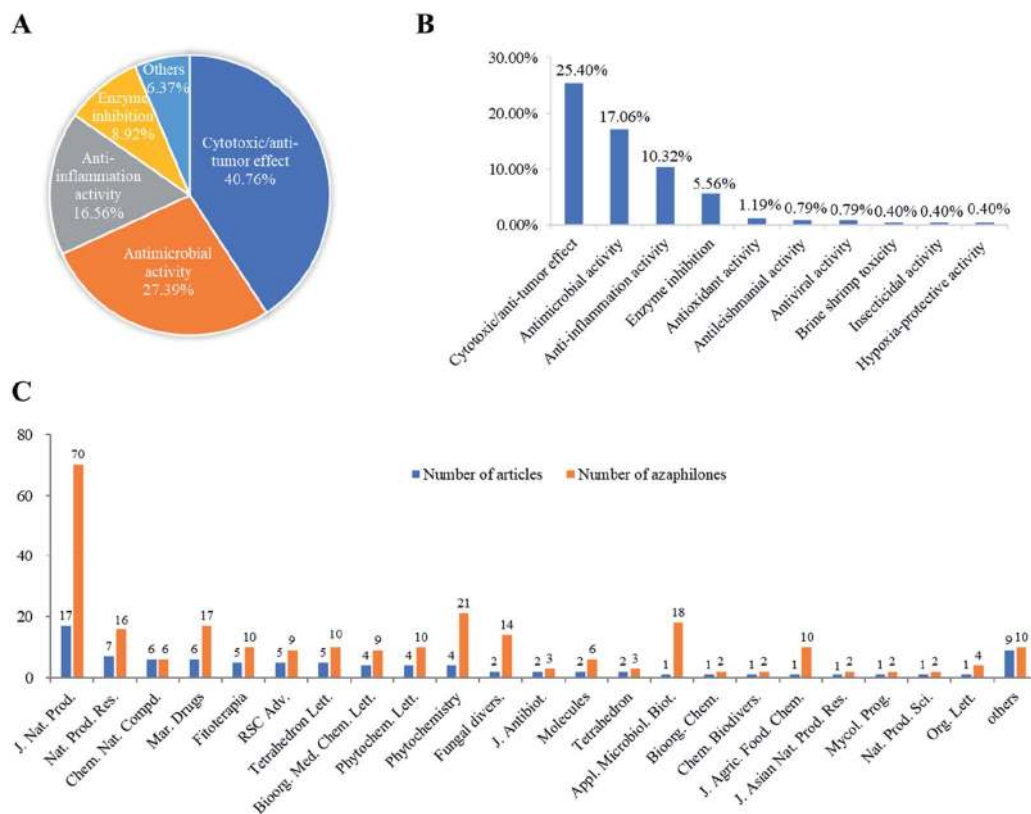 A
Others
6.37%
Enzyme
inhibition
8.92%
Anti-
inflammation
activity
16.56%
Cytotoxic/anti-
tumor effect
40.76%
Antimicrobial
activity
27.39%
B
30.00%
20.00%
10.00%
0.00%
25.40%
17.06%
10.32%
5.56%
1.19%
0.79%
0.79%
0.40%
0.40%
0.40%
Cytotoxic/anti-tumor effect
Antimicrobial activity
Anti-inflammation activity
Enzyme inhibition
Antioxidant activity
Antileishmanial activity
Antiviral activity
Brine shrimp toxicity
Insecticidal activity
Hypoxia-protective activity
C
Number of articles
Number of azaphilones
80
60
40
20
0
17 70
7 16
6 6
6 17
5 10
5 9
5 10
4 9
4 10
4 21
2 14
2 3
2 6
2 3
1 18
1 2
1 2
1 10
1 2
1 2
1 2
1 4
9 10
J. Nat. Prod.
Nat. Prod. Res.
Chem. Nat. Compd.
Mar. Drugs
Fitoterapia
RSC Adv.
Tetrahedron Lett.
Bioorg. Med. Chem. Lett.
Phytochem. Lett.
Phytochemistry
Fungal divers.
J. Antibiot.
Molecules
Tetrahedron
Appl. Microbiol. Biot.
Bioorg. Chem.
Chem. Biodivers.
J. Agric. Food. Chem.
J. Asian Nat. Prod. Res.
Mycol. Prog.
Nat. Prod. Sci.
Org. Lett.
others